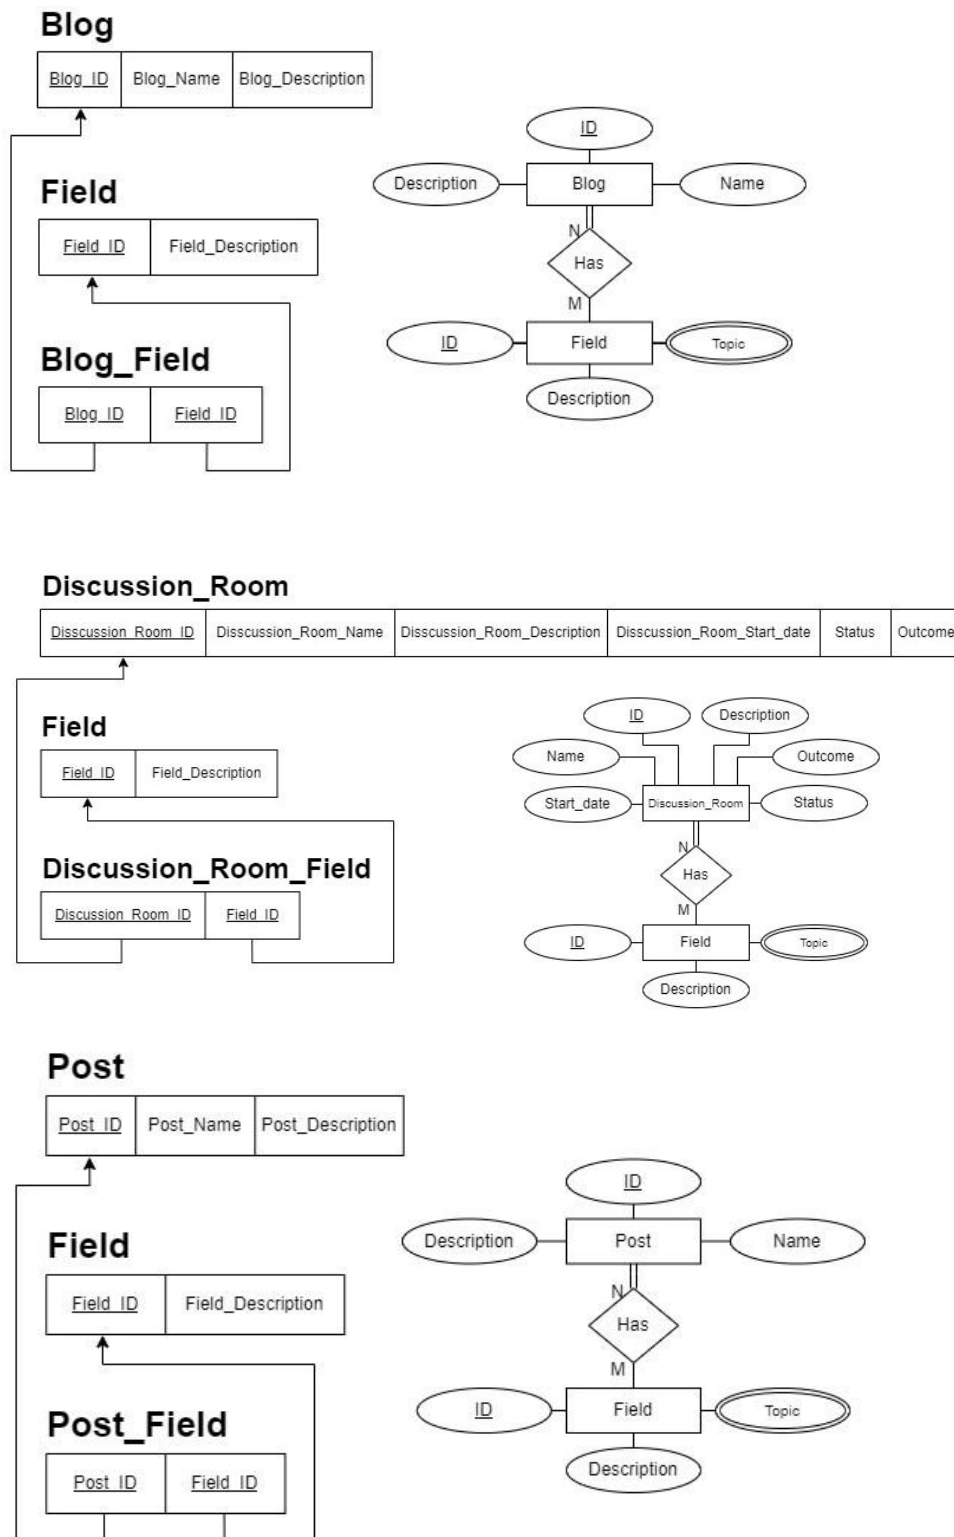 Blog
Blog_ID Blog_Name Blog_Description
ID
Description Blog Name
Field
Field_ID Field_Description
N
Has
M
Blog_Field
ID Field Topic
Description
Blog_ID Field_ID
Discussion_Room
Disscussion_Room_ID Disscussion_Room_Name Disscussion_Room_Description Disscussion_Room_Start_date Status Outcome
Field
Field_ID Field_Description
ID Description
Name Outcome
Start_date Discussion_Room Status
N
Has
M
Discussion_Room_Field
Discussion_Room_ID Field_ID
ID Field Topic
Description
Post
Post_ID Post_Name Post_Description
ID
Description Post Name
Field
Field_ID Field_Description
N
Has
M
Post_Field
ID Field Topic
Description
Post_ID Field_ID